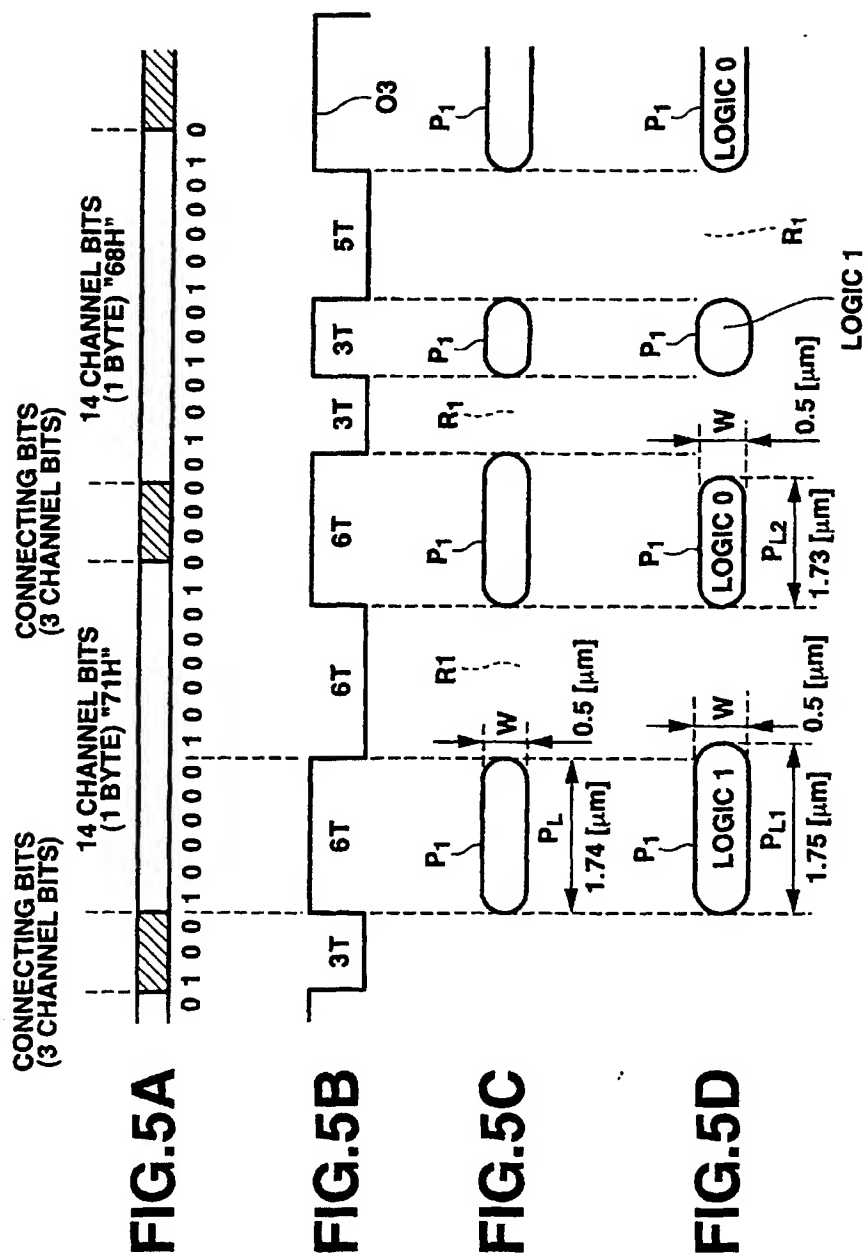 CONNECTING BITS
(3 CHANNEL BITS)
14 CHANNEL BITS
(1 BYTE) "71H"
CONNECTING BITS
(3 CHANNEL BITS)
14 CHANNEL BITS
(1 BYTE) "68H"
FIG.5A
0 1 0 0 1 0 0 0 0 0 1 0 0 0 0 0 1 0 0 0 0 0 1 0 0 1 0 0 1 0 0 0 0 1 0
FIG.5B
3T 6T 6T 6T 3T 3T 5T
O3
FIG.5C
P1 W R1 P1 R1 P1 P1
PL
1.74 [μm]
0.5 [μm]
FIG.5D
P1 LOGIC 1 W P1 LOGIC 0 W P1 R1 P1 LOGIC 0
PL1
1.75 [μm]
0.5 [μm]
PL2
1.73 [μm]
0.5 [μm]
LOGIC 1